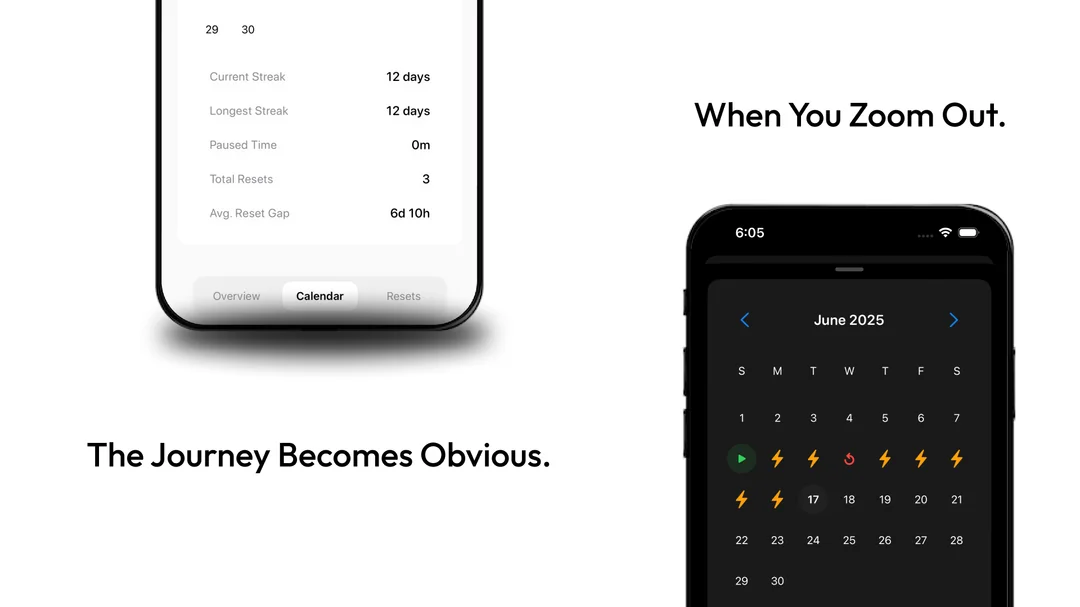 29 30
Current Streak 12 days
Longest Streak 12 days
Paused Time 0m
Total Resets 3
Avg. Reset Gap 6d 10h
Overview Calendar Resets
The Journey Becomes Obvious.
When You Zoom Out.
6:05
June 2025
S M T W T F S
1 2 3 4 5 6 7
17 18 19 20 21
22 23 24 25 26 27 28
29 30